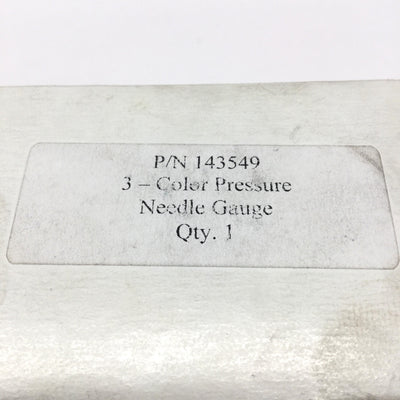 P/N 143549
3 – Color Pressure
Needle Gauge
Qty. 1